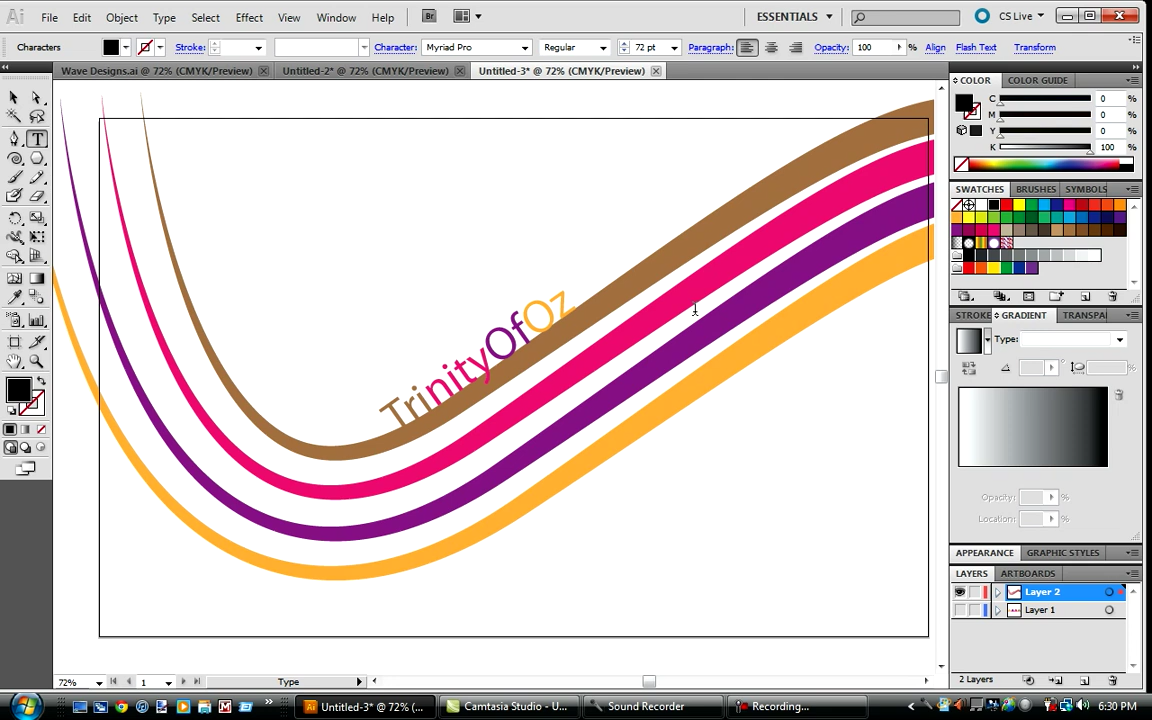 Ai File Edit Object Type Select Effect View Window Help Br ESSENTIALS CS Live
Characters Stroke: Character: Myriad Pro Regular 72 pt Paragraph: Opacity: 100 % Align Flash Text Transform
Wave Designs.ai @ 72% (CMYK/Preview) Untitled-2* @ 72% (CMYK/Preview) Untitled-3* @ 72% (CMYK/Preview)
COLOR COLOR GUIDE
C 0 %
M 0 %
Y 0 %
K 100 %
SWATCHES BRUSHES SYMBOLS
STROKE GRADIENT TRANSPA
Type:
%
Opacity: %
Location: %
TrinityOfOz
APPEARANCE GRAPHIC STYLES
LAYERS ARTBOARDS
Layer 2
Layer 1
2 Layers
72% 1 Type
Untitled-3* @ 72% (... Camtasia Studio - U... Sound Recorder Recording... 6:30 PM